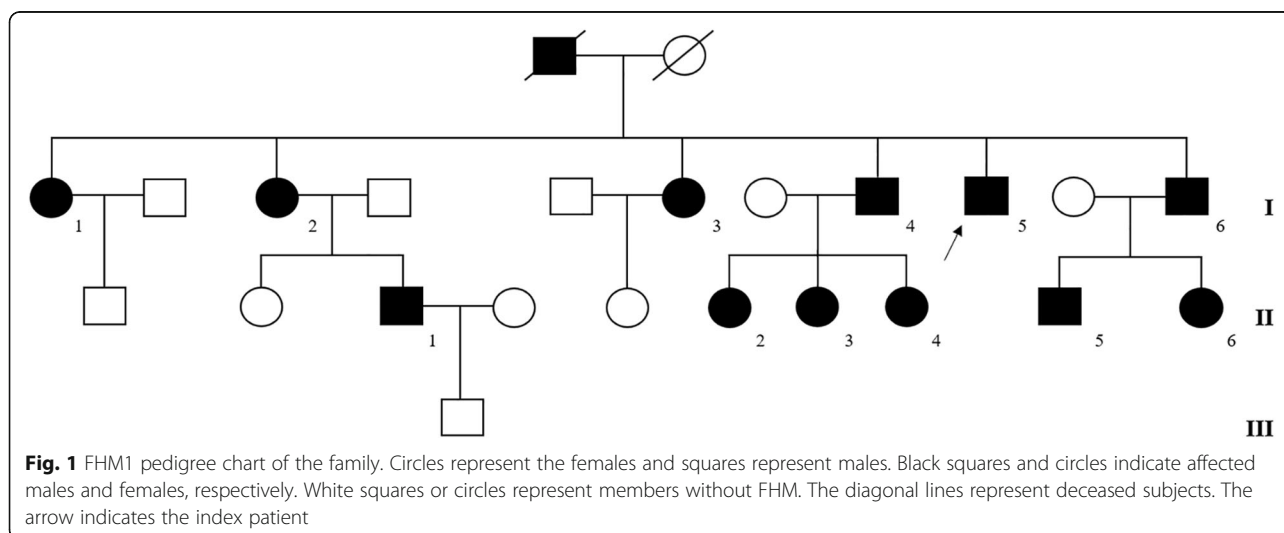 I
1
2
3
4
5
6
II
1
2
3
4
5
6
III
Fig. 1 FHM1 pedigree chart of the family. Circles represent the females and squares represent males. Black squares and circles indicate affected
males and females, respectively. White squares or circles represent members without FHM. The diagonal lines represent deceased subjects. The
arrow indicates the index patient